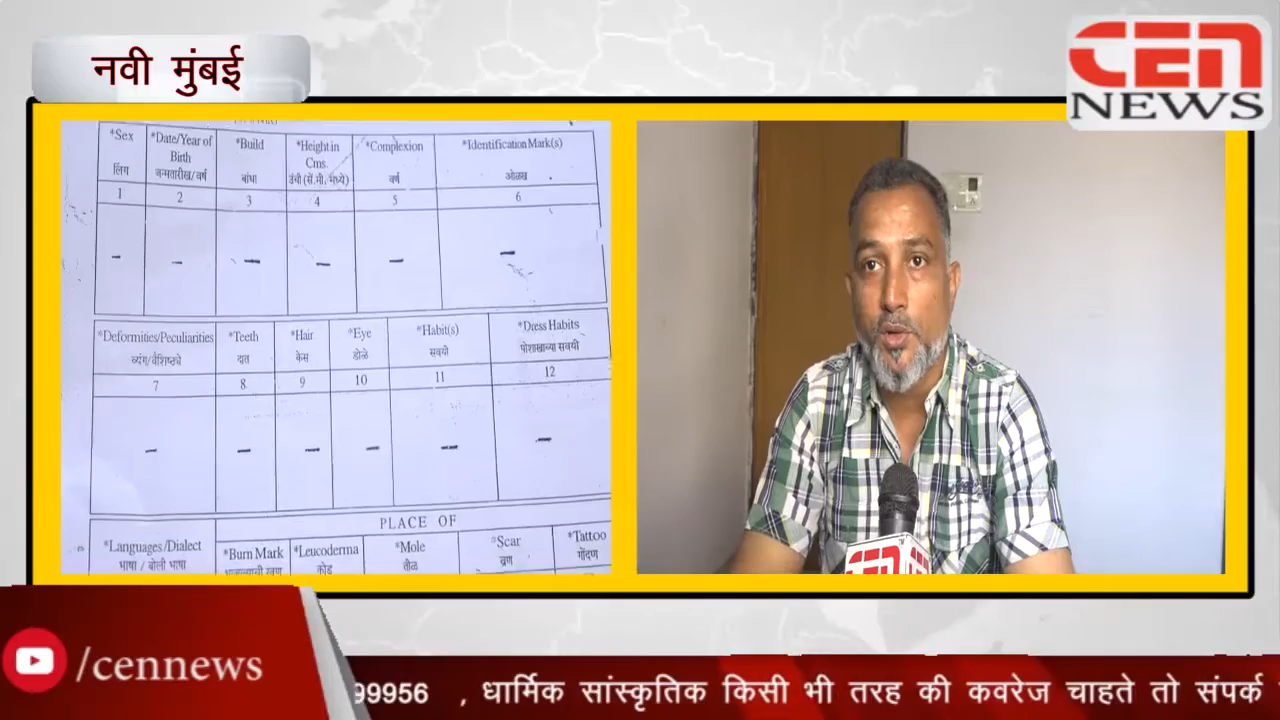 नवी मुंबई
CEN
NEWS
*Sex *Date/Year of *Build *Height in *Complexion *Identification Mark(s)
Birth Cms.
लिंग जन्मतारीख/वर्ष बांधा उंची (सें.मी. मध्ये) वर्ण ओळख
1 2 3 4 5 6
*Deformities/Peculiarities *Teeth *Hair *Eye *Habit(s) *Dress Habits
व्यंग/वैशिष्ठये दात केस डोळे सवयी पोशाखाच्या सवयी
7 8 9 10 11 12
PLACE OF
*Languages/Dialect *Burn Mark *Leucoderma *Mole *Scar *Tattoo
भाषा / बोली भाषा कोड तीळ व्रण गोंदण
CEN
/cennews
99956 , धार्मिक सांस्कृतिक किसी भी तरह की कवरेज चाहते तो संपर्क